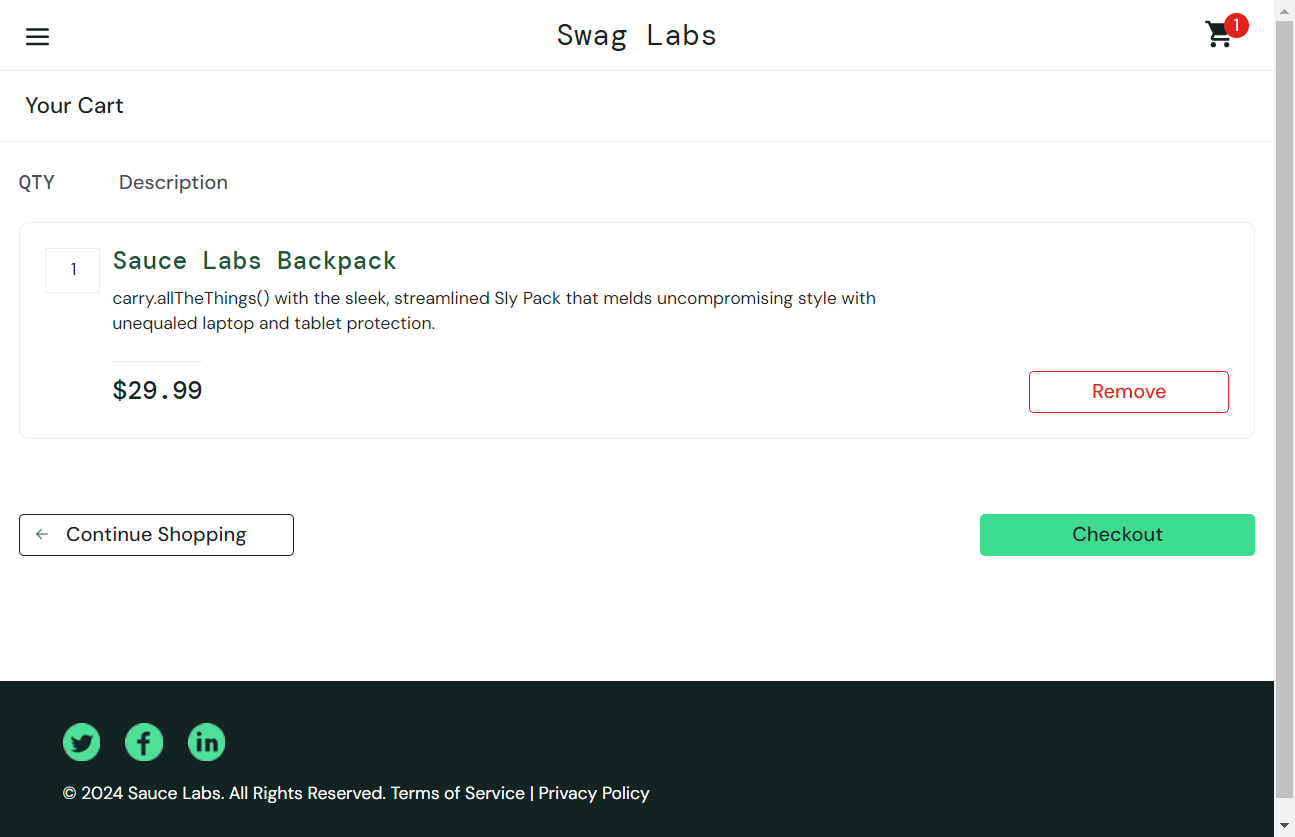 Swag Labs
1
Your Cart
QTY Description
1
Sauce Labs Backpack
carry.allTheThings() with the sleek, streamlined Sly Pack that melds uncompromising style with
unequaled laptop and tablet protection.
$29.99
Remove
Continue Shopping
Checkout
© 2024 Sauce Labs. All Rights Reserved. Terms of Service | Privacy Policy